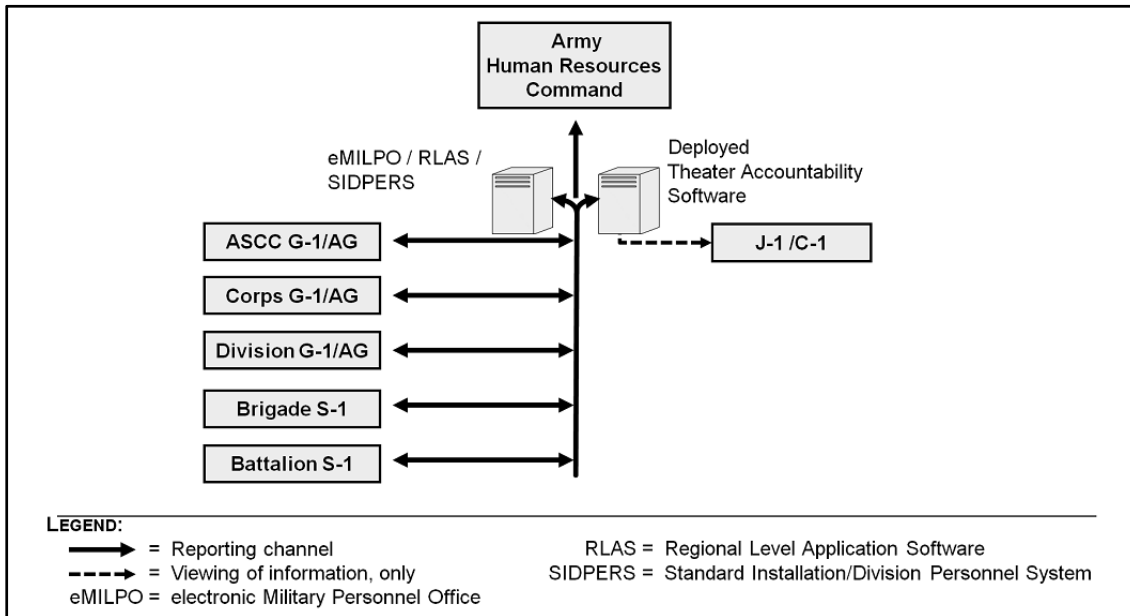 Army
Human Resources
Command
eMILPO / RLAS /
SIDPERS
Deployed
Theater Accountability
Software
ASCC G-1/AG
J-1 /C-1
Corps G-1/AG
Division G-1/AG
Brigade S-1
Battalion S-1
LEGEND:
= Reporting channel
= Viewing of information, only
eMILPO = electronic Military Personnel Office
RLAS = Regional Level Application Software
SIDPERS = Standard Installation/Division Personnel System